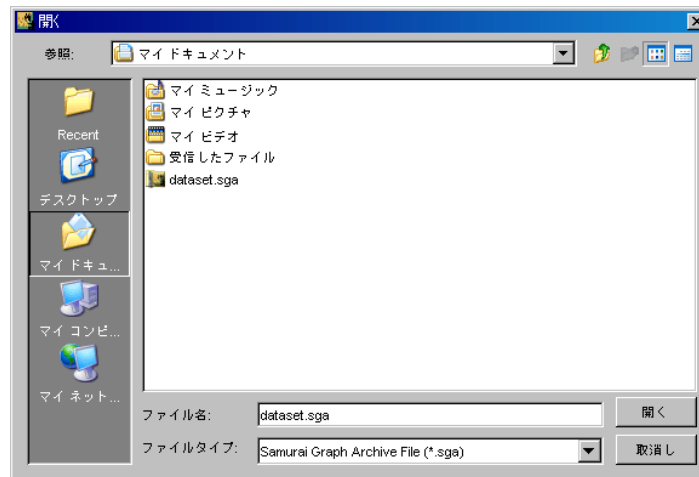 開く
参照: マイ ドキュメント
Recent
デスクトップ
マイ ドキュ...
マイ コンピ...
マイ ネット...
マイ ミュージック
マイ ピクチャ
マイ ビデオ
受信したファイル
dataset.sga
ファイル名: dataset.sga 開く
ファイルタイプ: Samurai Graph Archive File (*.sga) 取消し